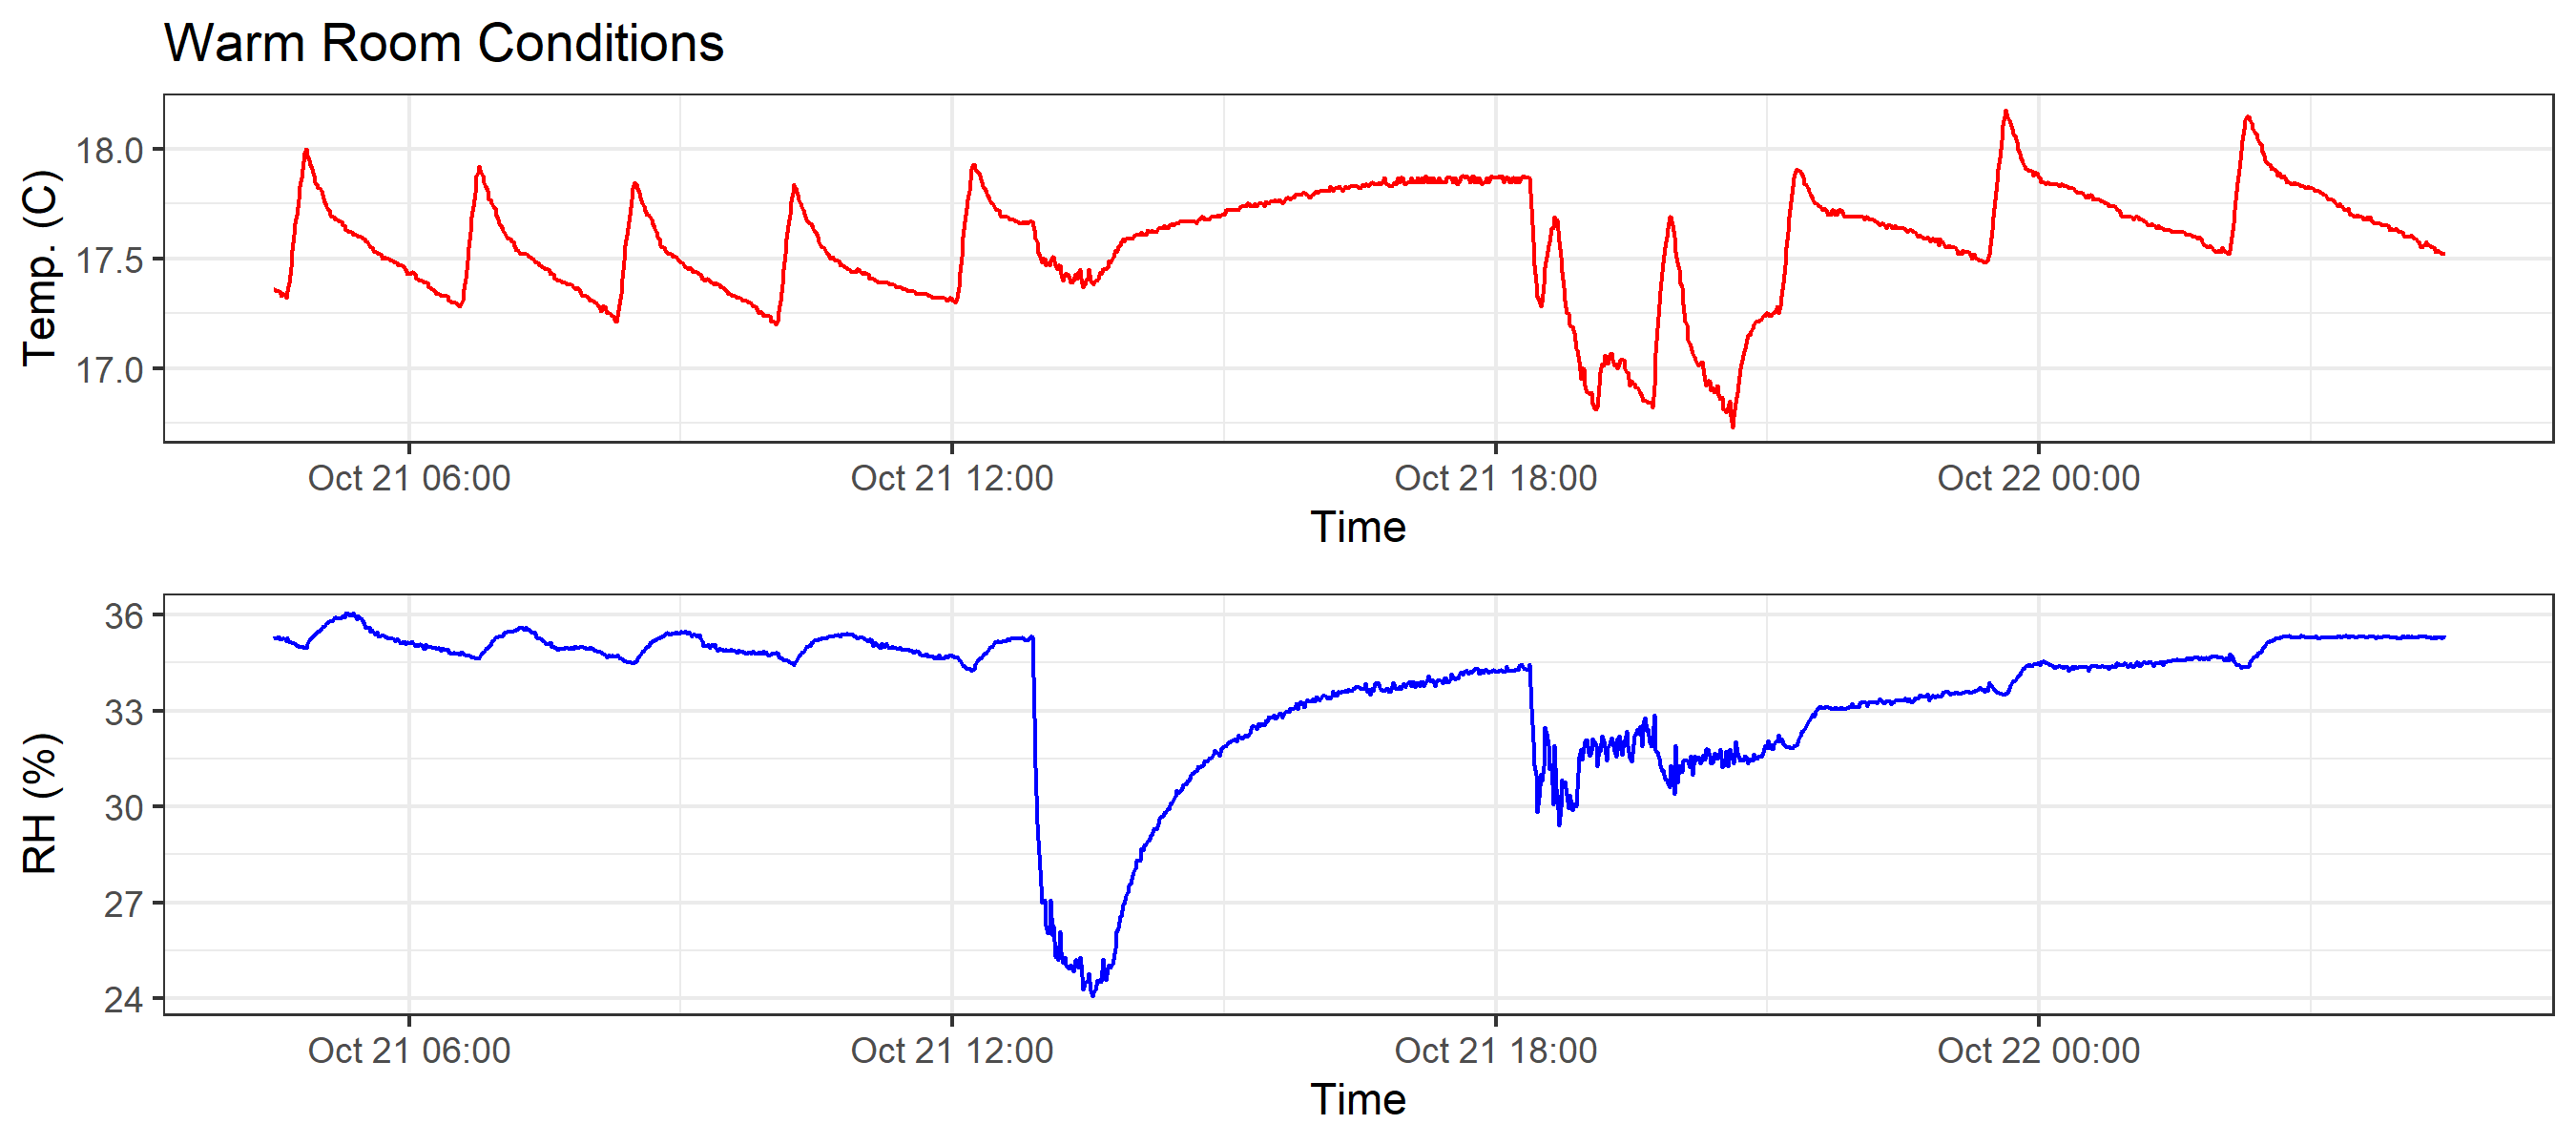 Warm Room Conditions
Temp. (C)
18.0
17.5
17.0
Oct 21 06:00 Oct 21 12:00 Oct 21 18:00 Oct 22 00:00
Time
RH (%)
36
33
30
27
24
Oct 21 06:00 Oct 21 12:00 Oct 21 18:00 Oct 22 00:00
Time